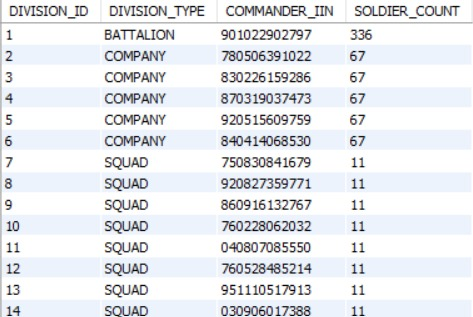 DIVISION_ID DIVISION_TYPE COMMANDER_IIN SOLDIER_COUNT
1 BATTALION 901022902797 336
2 COMPANY 780506391022 67
3 COMPANY 830226159286 67
4 COMPANY 870319037473 67
5 COMPANY 920515609759 67
6 COMPANY 840414068530 67
7 SQUAD 750830841679 11
8 SQUAD 920827359771 11
9 SQUAD 860916132767 11
10 SQUAD 760228062032 11
11 SQUAD 040807085550 11
12 SQUAD 760528485214 11
13 SQUAD 951110517913 11
14 SQUAD 030906017388 11